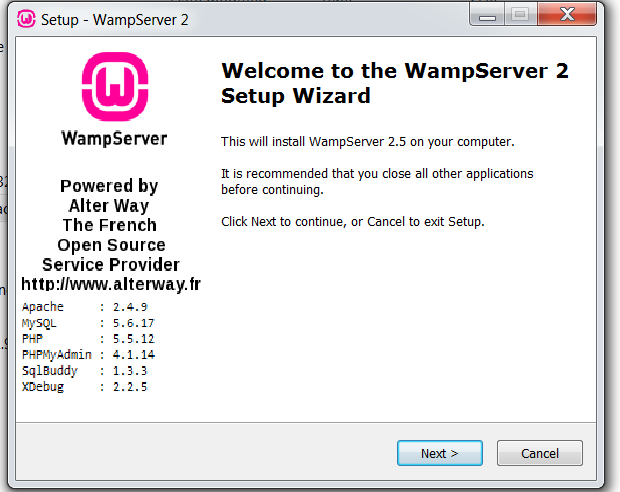 Setup - WampServer 2
WampServer
Powered by
Alter Way
The French
Open Source
Service Provider
http://www.alterway.fr
Apache : 2.4.9
MySQL : 5.6.17
PHP : 5.5.12
PHPMyAdmin : 4.1.14
SqlBuddy : 1.3.3
XDebug : 2.2.5
Welcome to the WampServer 2
Setup Wizard
This will install WampServer 2.5 on your computer.
It is recommended that you close all other applications
before continuing.
Click Next to continue, or Cancel to exit Setup.
Next >
Cancel